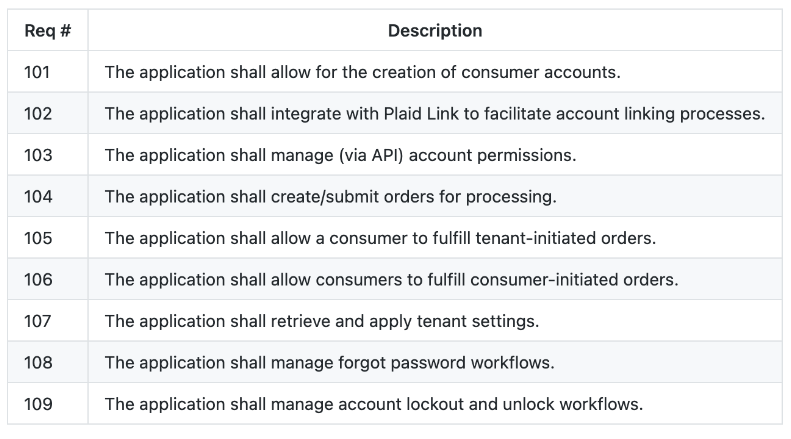 Req # Description
101 The application shall allow for the creation of consumer accounts.
102 The application shall integrate with Plaid Link to facilitate account linking processes.
103 The application shall manage (via API) account permissions.
104 The application shall create/submit orders for processing.
105 The application shall allow a consumer to fulfill tenant-initiated orders.
106 The application shall allow consumers to fulfill consumer-initiated orders.
107 The application shall retrieve and apply tenant settings.
108 The application shall manage forgot password workflows.
109 The application shall manage account lockout and unlock workflows.